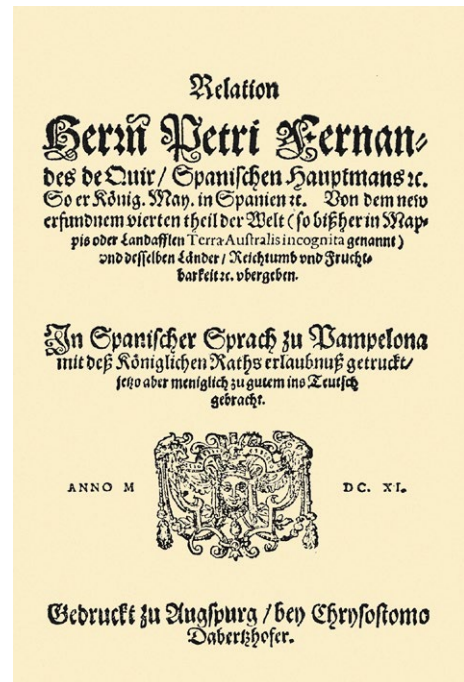 Relation
Herrn̄ Petri Fernan⸗
des de Quir / Spanischen Hauptmans ꝛc.
So er König. May. in Spanien ꝛc. Von dem new
erfundnem vierten theil der Welt (so bißher in Map⸗
pis oder Landafflen Terra Australis incognita genannt)
vnd desselben Länder / Reichtumb vnd Frucht⸗
barkeit ꝛc. vbergeben.
In Spanischer Sprach zu Pampelona
mit deß Königlichen Raths erlaubnuß getruckt /
jetzo aber meniglich zu gutem ins Teutsch
gebracht.
ANNO M DC. XI.
Gedruckt zu Augspurg / bey Chrysostomo
Dabertzhofer.